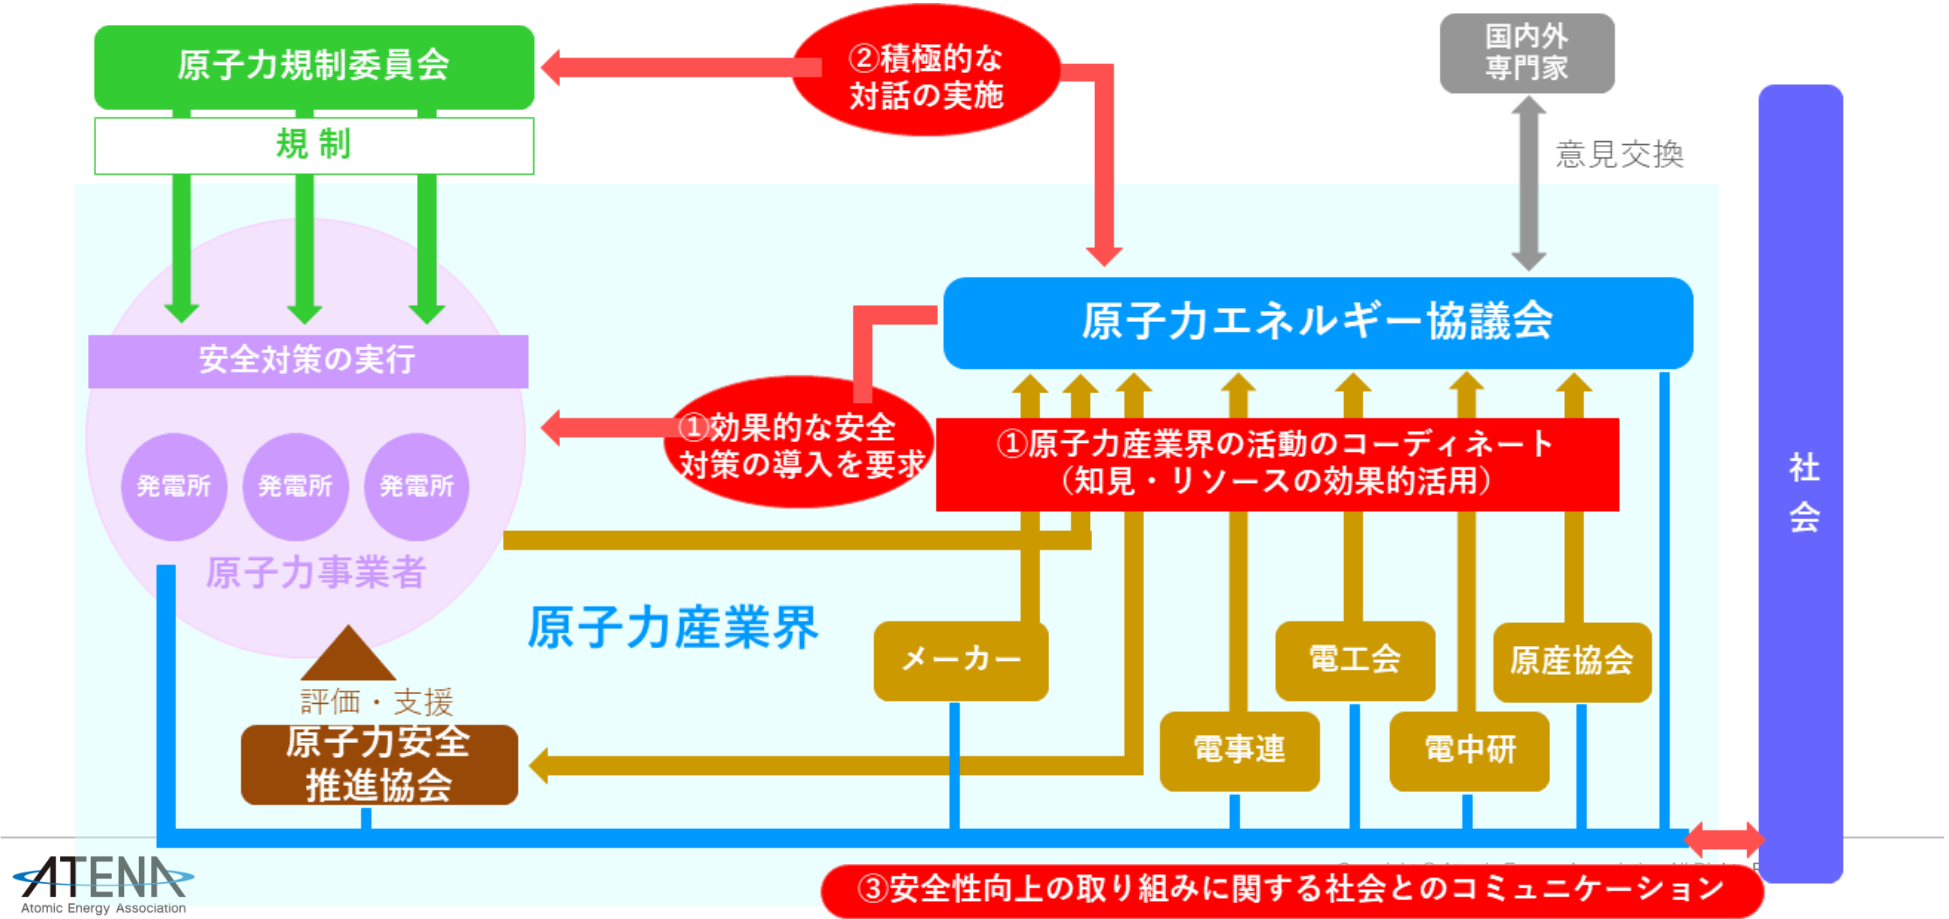 原子力規制委員会
規 制
②積極的な
対話の実施
国内外
専門家
意見交換
社会
原子力エネルギー協議会
安全対策の実行
①効果的な安全
対策の導入を要求
①原子力産業界の活動のコーディネート
（知見・リソースの効果的活用）
発電所
発電所
発電所
原子力事業者
原子力産業界
メーカー
電工会
原産協会
評価・支援
原子力安全
推進協会
電事連
電中研
③安全性向上の取り組みに関する社会とのコミュニケーション
ATENA
Atomic Energy Association